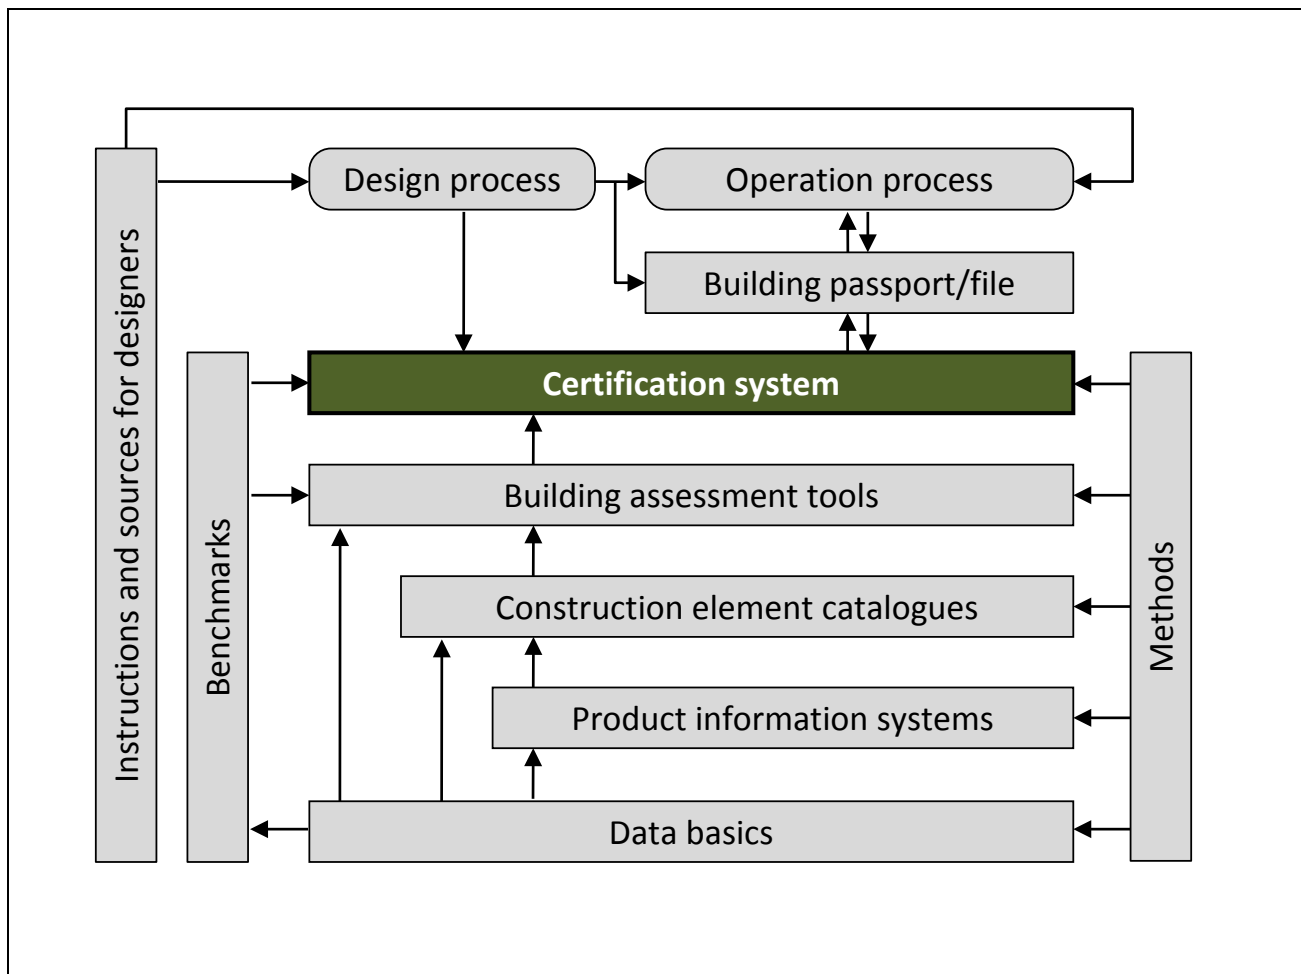 Instructions and sources for designers
Design process
Operation process
Building passport/file
Benchmarks
Certification system
Building assessment tools
Construction element catalogues
Product information systems
Data basics
Methods